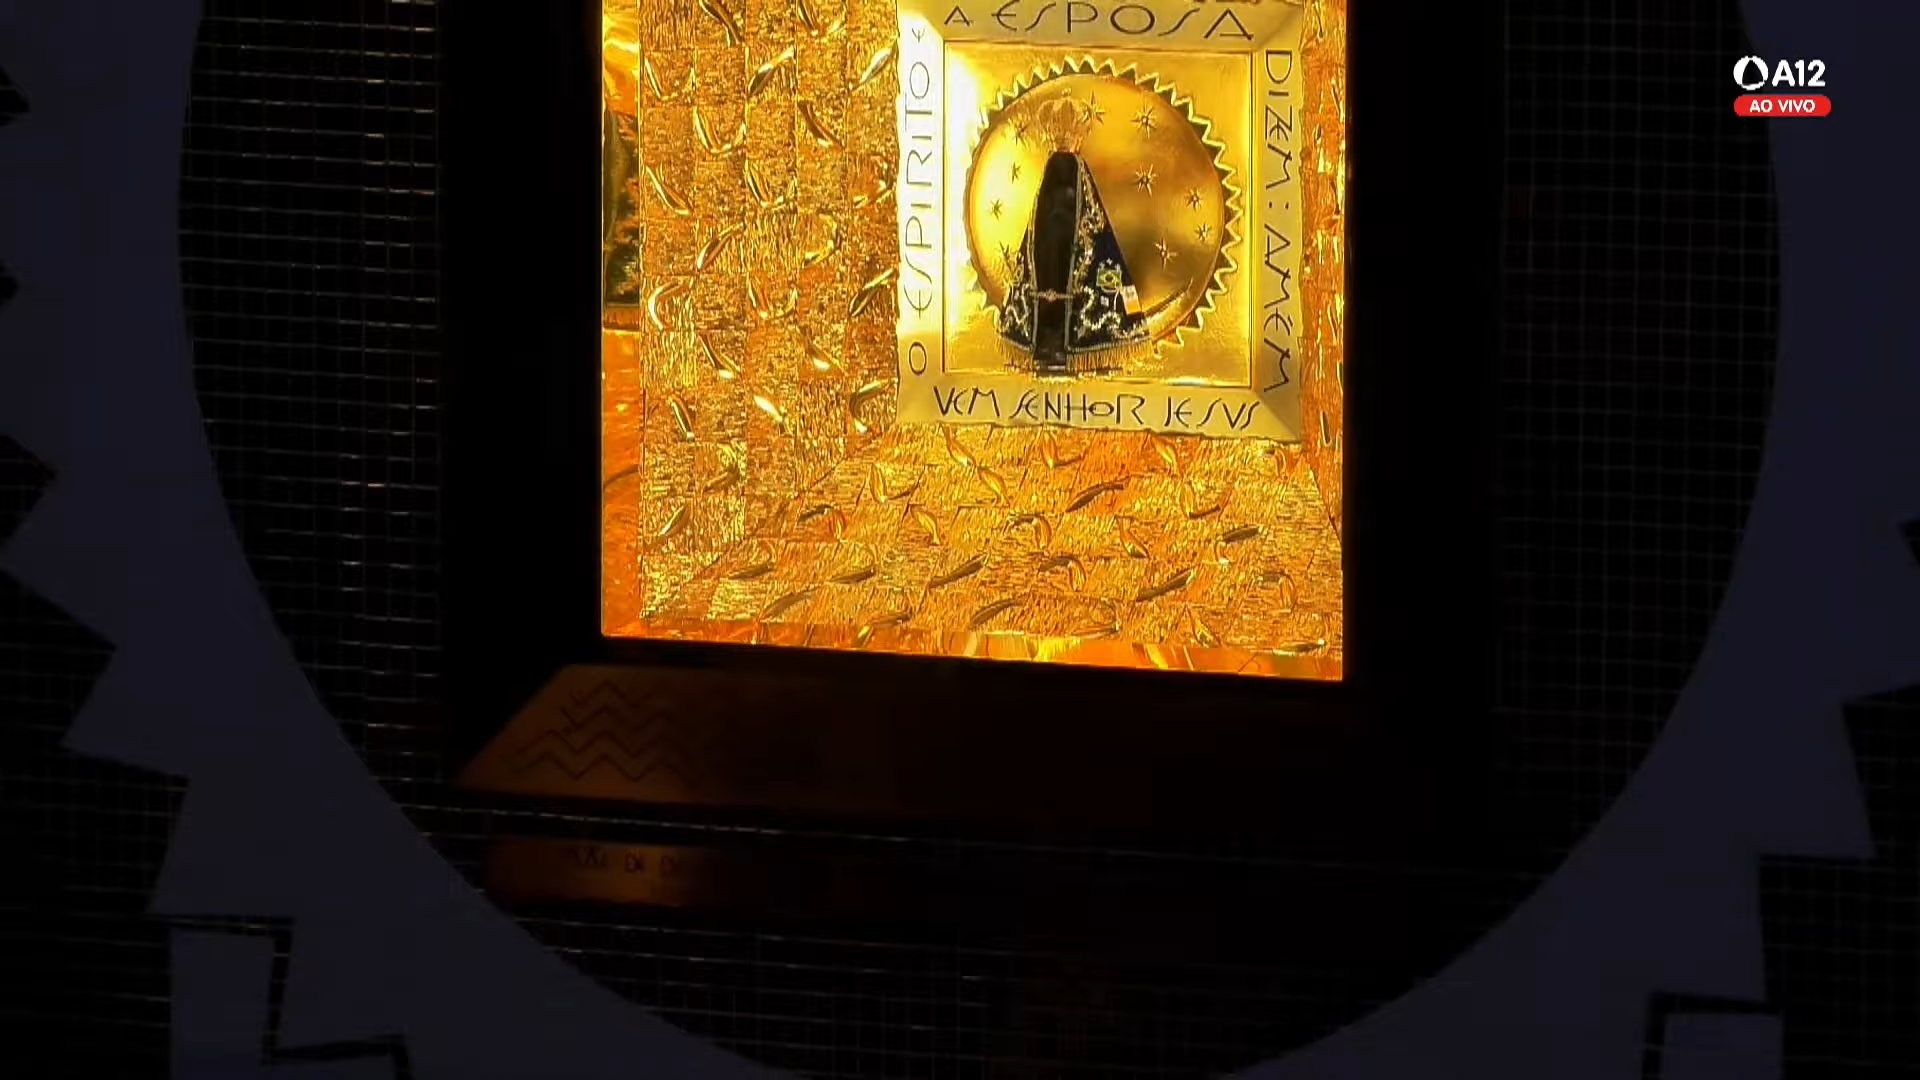 A ESPOSA
O ESPIRITO E
DIZEM: AMÉM
VEM SENHOR JESUS
A12
AO VIVO